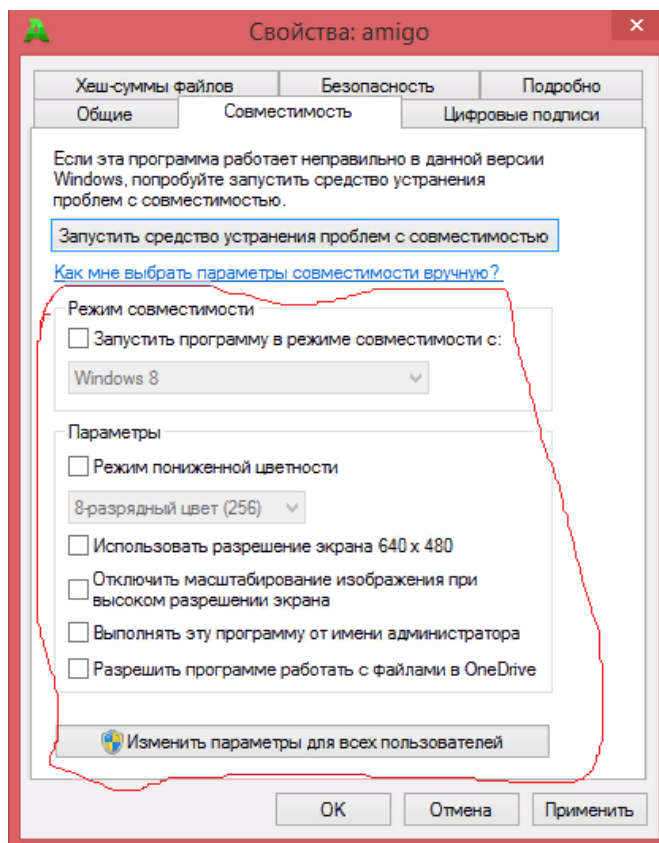 Свойства: amigo
Хеш-суммы файлов
Безопасность
Подробно
Общие
Совместимость
Цифровые подписи
Если эта программа работает неправильно в данной версии
Windows, попробуйте запустить средство устранения
проблем с совместимостью.
Запустить средство устранения проблем с совместимостью
Как мне выбрать параметры совместимости вручную?
Режим совместимости
Запустить программу в режиме совместимости с:
Windows 8
Параметры
Режим пониженной цветности
8-разрядный цвет (256)
Использовать разрешение экрана 640 x 480
Отключить масштабирование изображения при
высоком разрешении экрана
Выполнять эту программу от имени администратора
Разрешить программе работать с файлами в OneDrive
Изменить параметры для всех пользователей
OK
Отмена
Применить